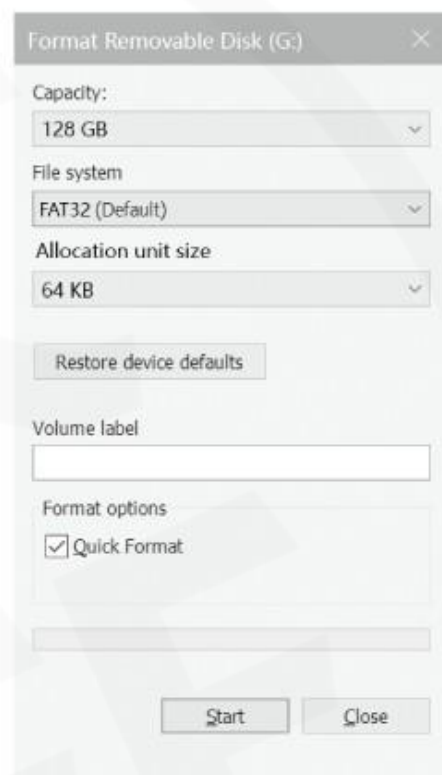 Format Removable Disk (G:)
Capacity:
128 GB
File system
FAT32 (Default)
Allocation unit size
64 KB
Restore device defaults
Volume label
Format options
Quick Format
Start Close